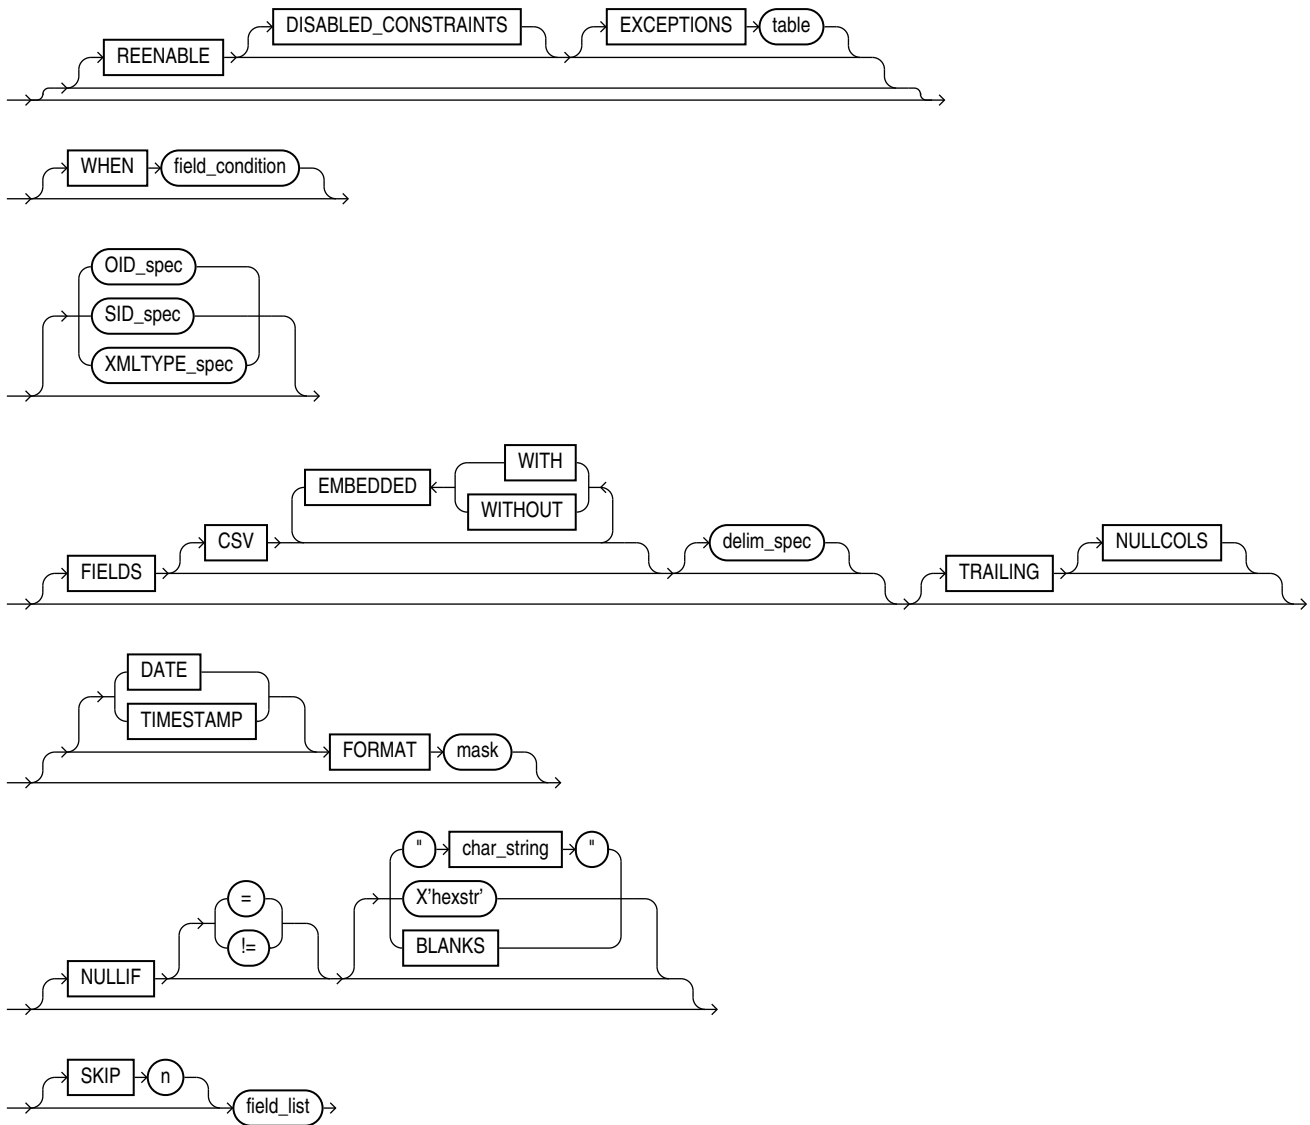 REENABLE DISABLED_CONSTRAINTS EXCEPTIONS table
WHEN field_condition
OID_spec
SID_spec
XMLTYPE_spec
FIELDS CSV EMBEDDED WITH
WITHOUT
delim_spec TRAILING NULLCOLS
DATE
TIMESTAMP
FORMAT mask
NULLIF =
!=
" char_string "
X'hexstr'
BLANKS
SKIP n
field_list